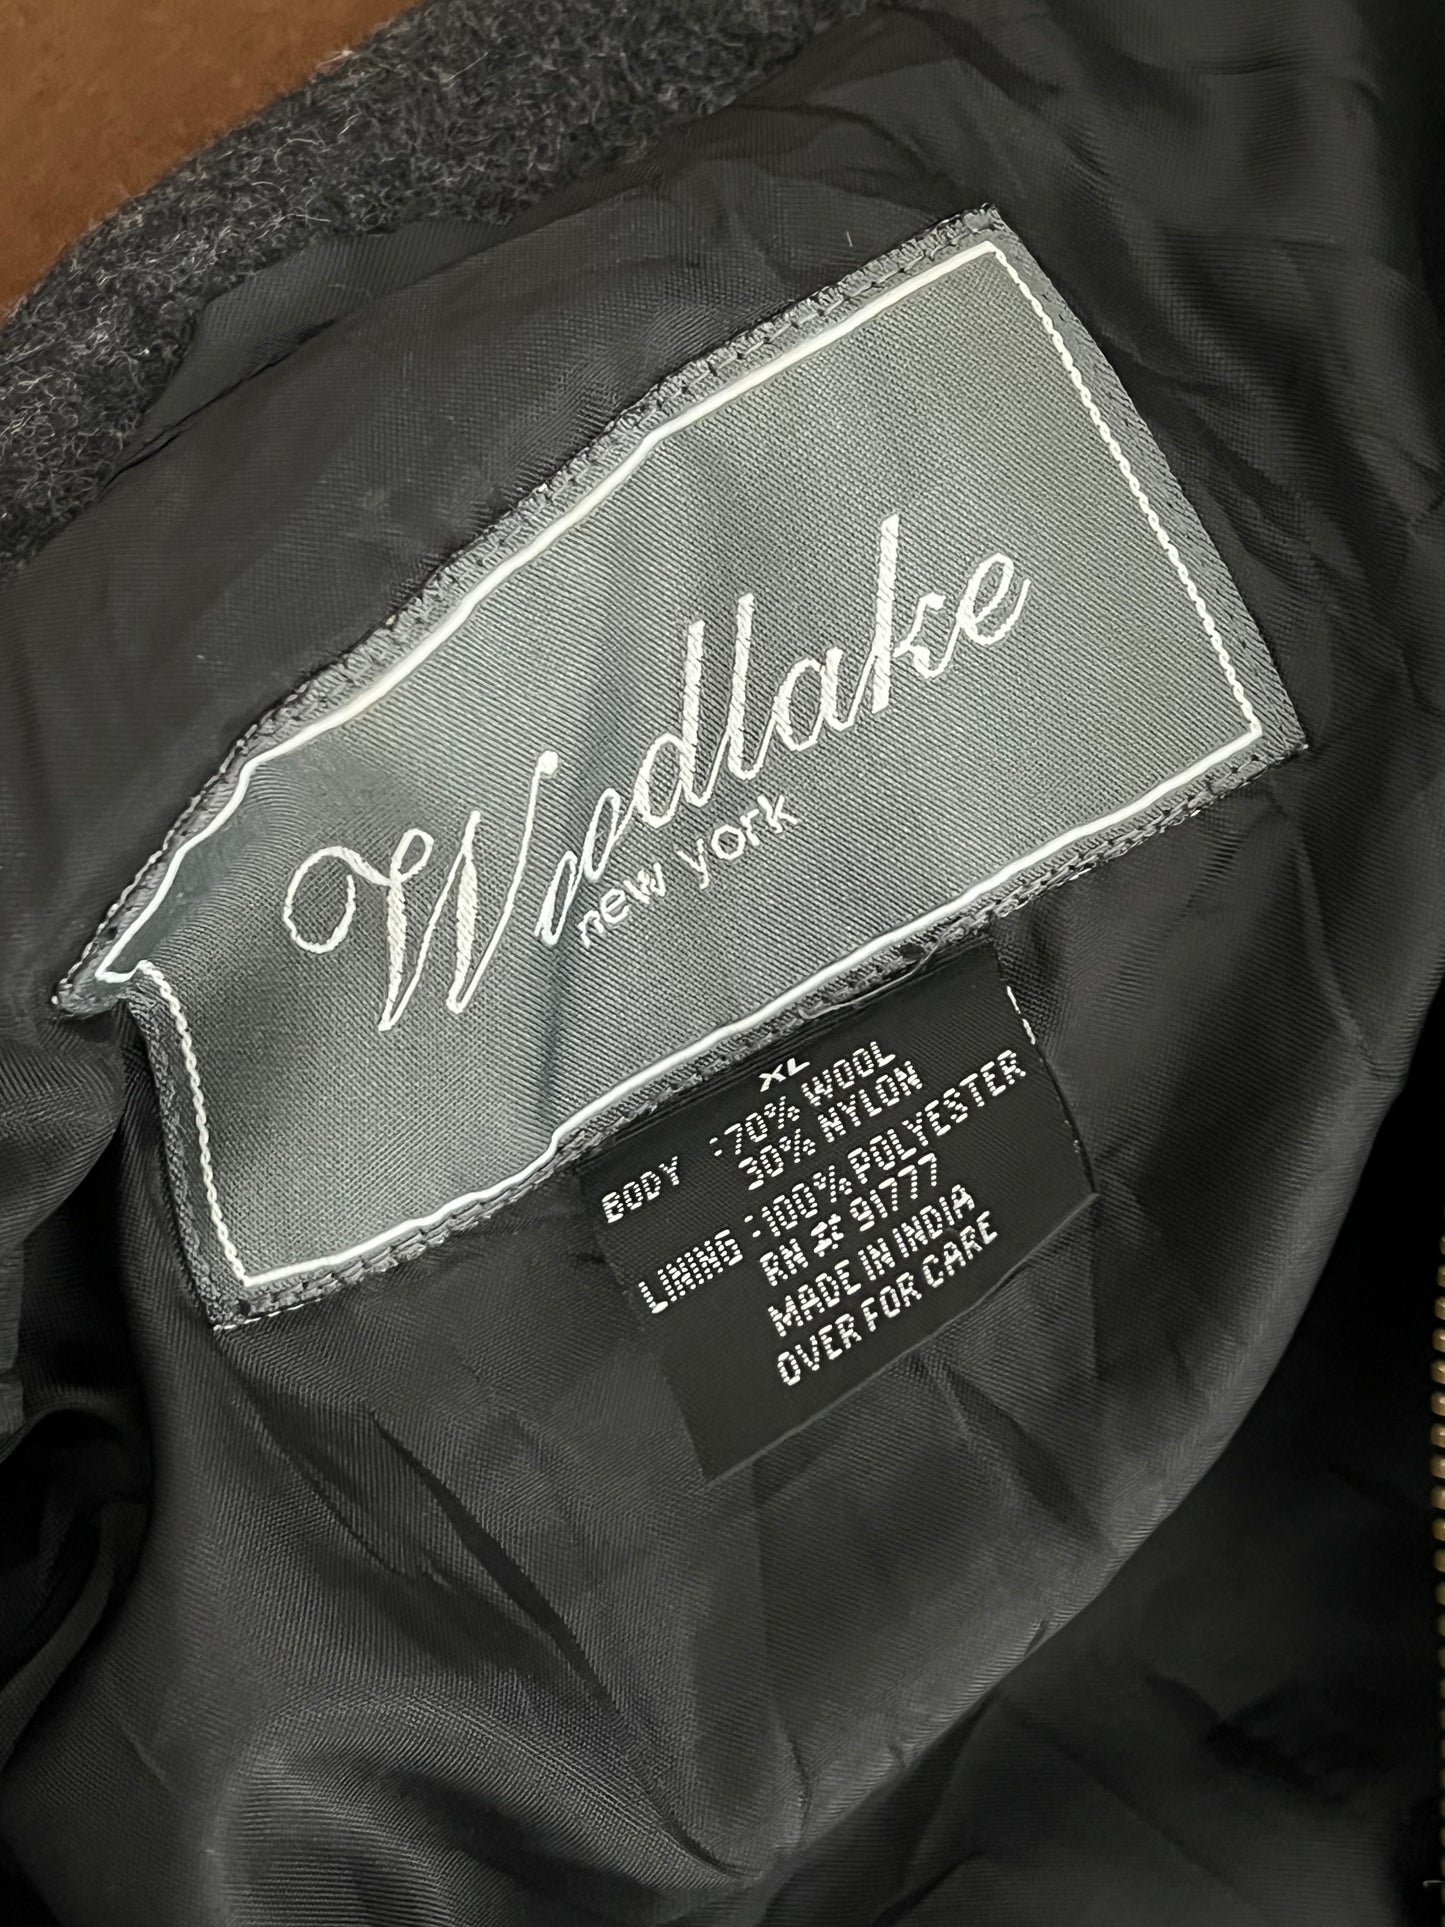 Woodlake
new york
XL
BODY :70% WOOL
30% NYLON
LINING :100% POLYESTER
RN # 91777
MADE IN INDIA
OVER FOR CARE